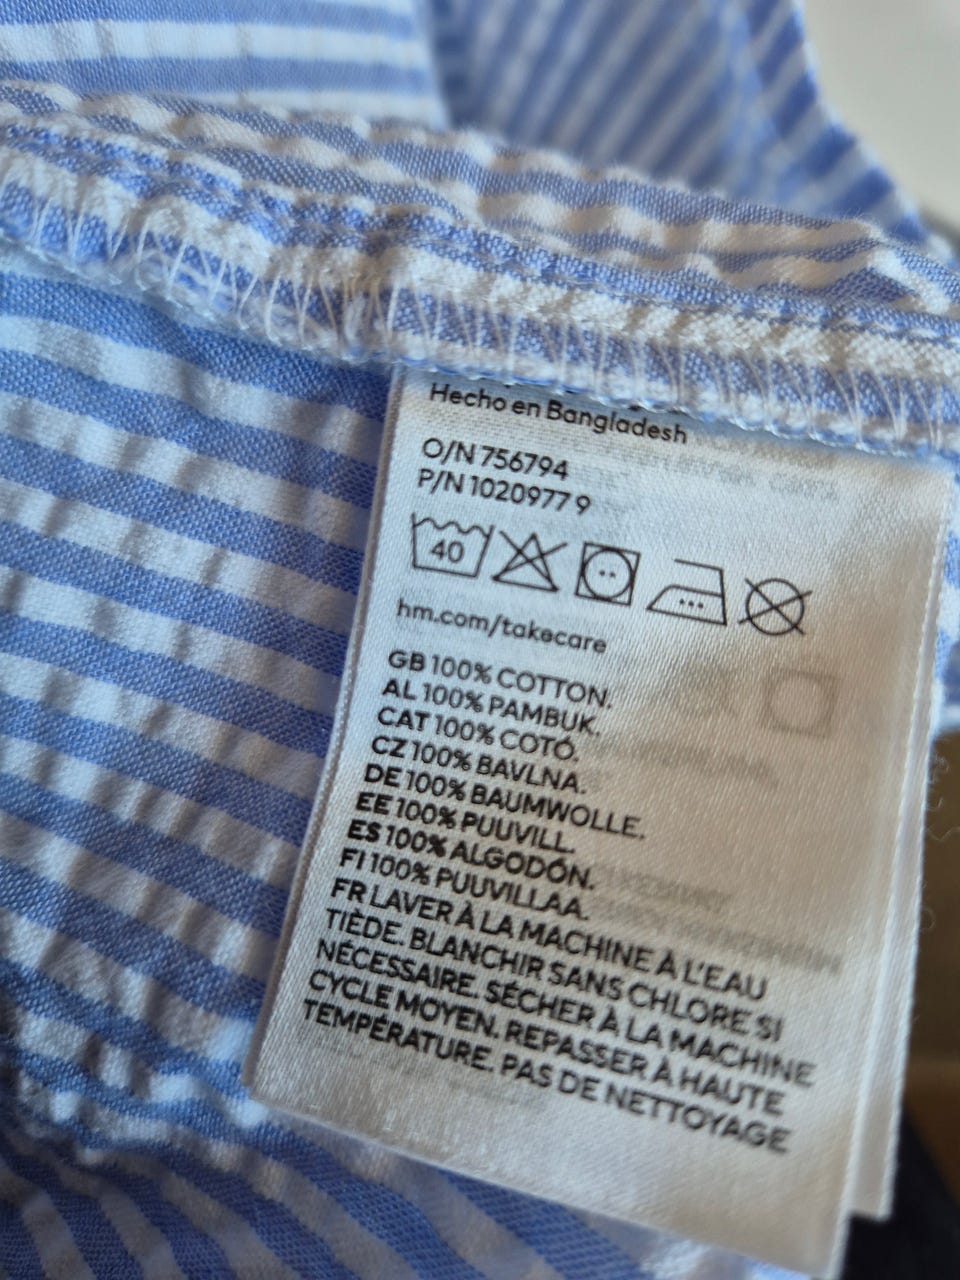 Hecho en Bangladesh
O/N 756794
P/N 1020977 9
40
hm.com/takecare
GB 100% COTTON.
AL 100% PAMBUK.
CAT 100% COTÓ.
CZ 100% BAVLNA.
DE 100% BAUMWOLLE.
EE 100% PUUVILL.
ES 100% ALGODÓN.
FI 100% PUUVILLAA.
FR LAVER À LA MACHINE À L'EAU
TIÈDE. BLANCHIR SANS CHLORE SI
NÉCESSAIRE. SÉCHER À LA MACHINE
CYCLE MOYEN. REPASSER À HAUTE
TEMPÉRATURE. PAS DE NETTOYAGE